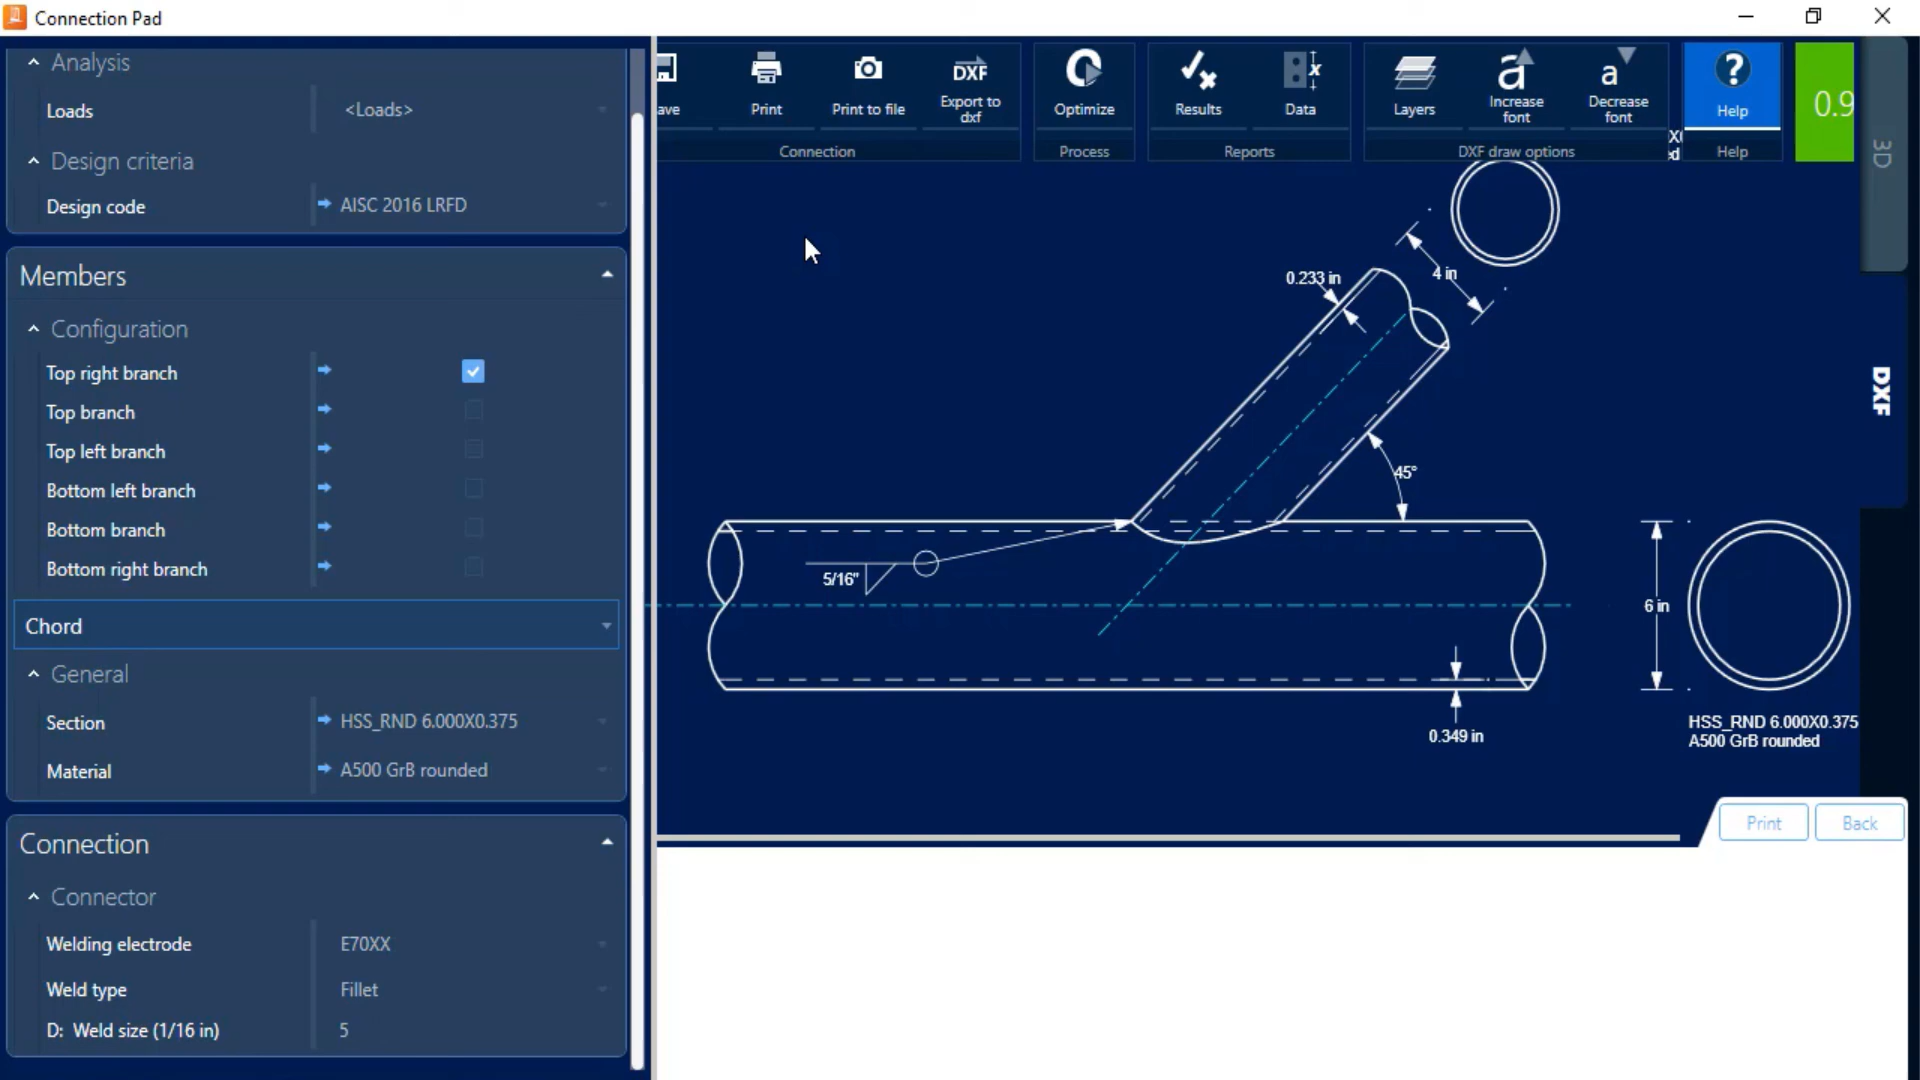 Connection Pad
Analysis
Loads <Loads>
Design criteria
Design code AISC 2016 LRFD
Members
Configuration
Top right branch
Top branch
Top left branch
Bottom left branch
Bottom branch
Bottom right branch
Chord
General
Section HSS_RND 6.000X0.375
Material A500 GrB rounded
Connection
Connector
Welding electrode E70XX
Weld type Fillet
D: Weld size (1/16 in) 5
ave
Print
Print to file
Export to
dxf
Connection
Optimize
Process
Results
Data
Reports
Layers
Increase
font
Decrease
font
DXF draw options
Help
Help
0.9
3D
DXF
0.233 in
4 in
45°
5/16"
6 in
0.349 in
HSS_RND 6.000X0.375
A500 GrB rounded
Print
Back